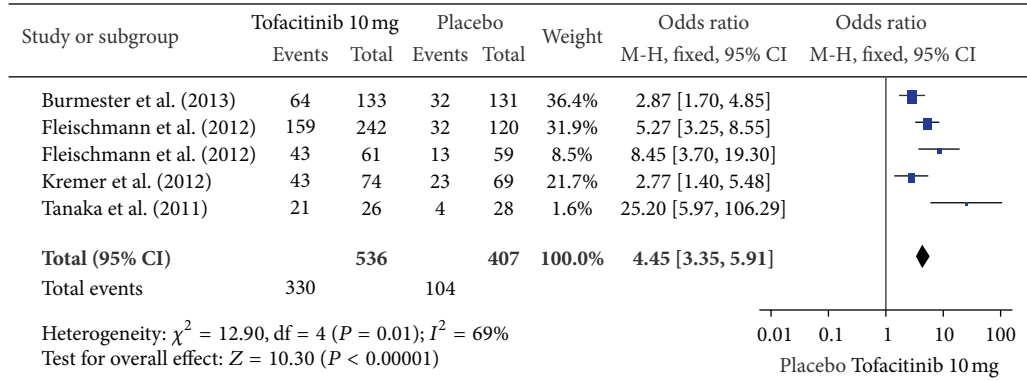 Study or subgroup Tofacitinib 10 mg Placebo Weight Odds ratio Odds ratio
Events Total Events Total M-H, fixed, 95% CI M-H, fixed, 95% CI
Burmester et al. (2013) 64 133 32 131 36.4% 2.87 [1.70, 4.85]
Fleischmann et al. (2012) 159 242 32 120 31.9% 5.27 [3.25, 8.55]
Fleischmann et al. (2012) 43 61 13 59 8.5% 8.45 [3.70, 19.30]
Kremer et al. (2012) 43 74 23 69 21.7% 2.77 [1.40, 5.48]
Tanaka et al. (2011) 21 26 4 28 1.6% 25.20 [5.97, 106.29]
Total (95% CI) 536 407 100.0% 4.45 [3.35, 5.91]
Total events 330 104
Heterogeneity: χ² = 12.90, df = 4 (P = 0.01); I² = 69%
Test for overall effect: Z = 10.30 (P < 0.00001)
0.01 0.1 1 10 100
Placebo Tofacitinib 10 mg